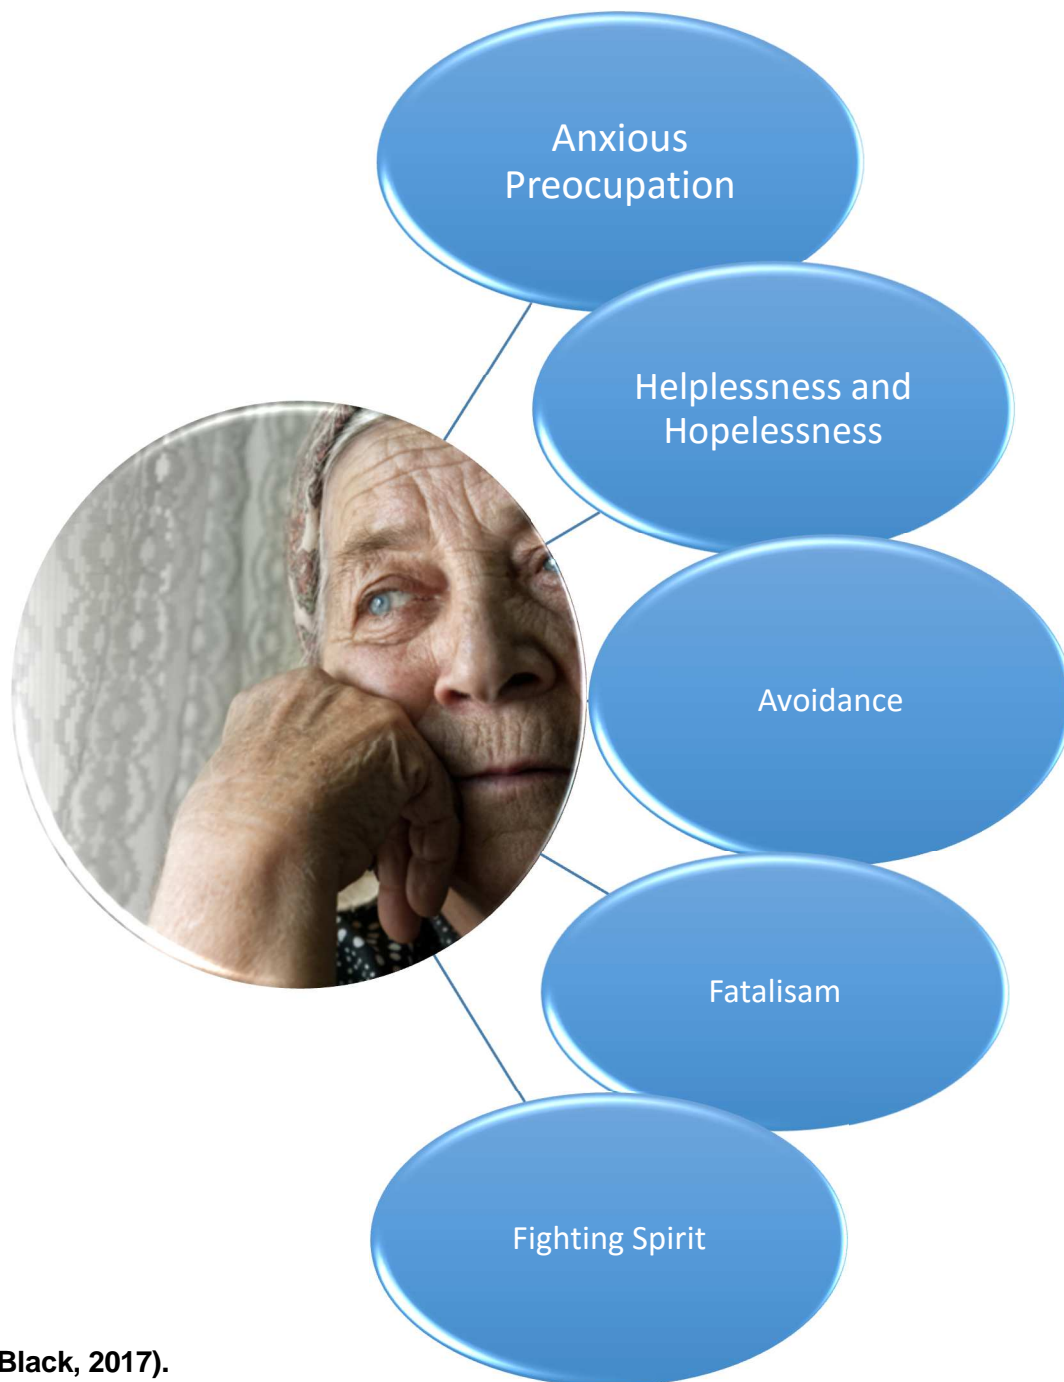 Anxious
Preocupation
Helplessness and
Hopelessness
Avoidance
Fatalisam
Fighting Spirit
Black, 2017).